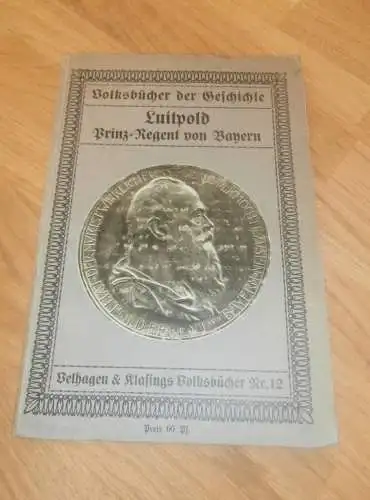 Volksbücher der Geschichte
Luitpold
Prinz-Regent von Bayern
Velhagen & Klasings Volksbücher Nr. 12
Preis 60 Pf.